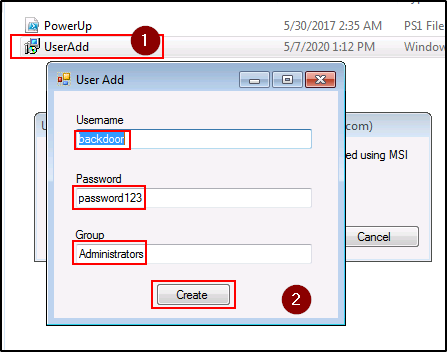 PowerUp 5/30/2017 2:35 AM PS1 File
1
UserAdd 5/7/2020 1:12 PM Window
User Add
com)
Username
backdoor
ed using MSI
Password
password123
Group
Cancel
Administrators
Create
2